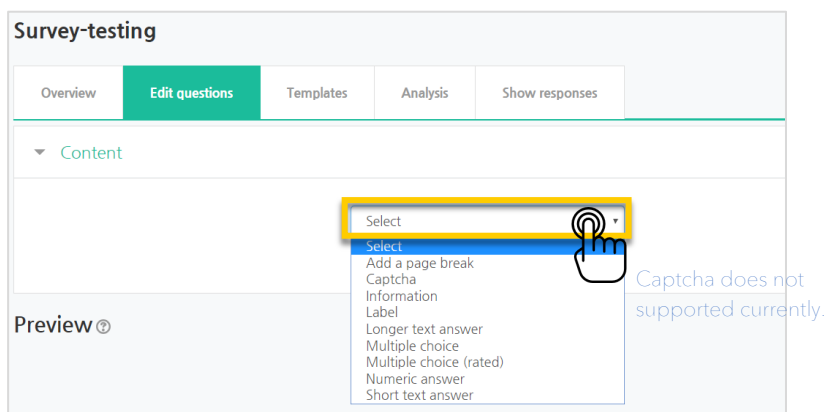 Survey-testing
Overview Edit questions Templates Analysis Show responses
Content
Select
Select
Add a page break
Captcha
Information
Label
Longer text answer
Multiple choice
Multiple choice (rated)
Numeric answer
Short text answer
Captcha does not
supported currently.
Preview